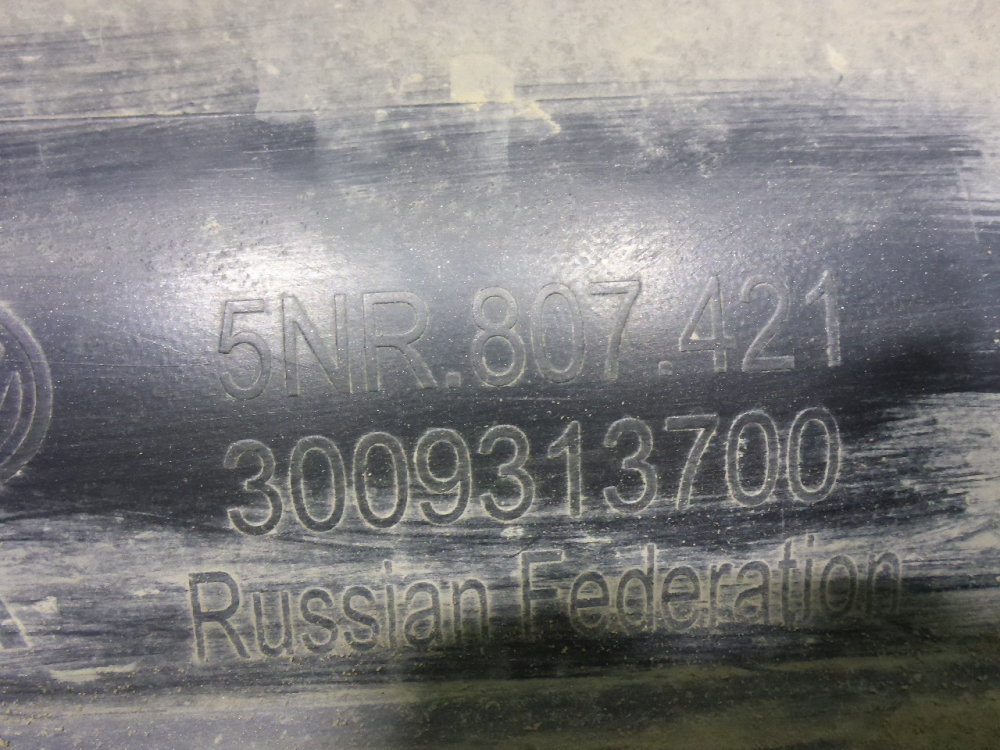 5NR.807.421
3009313700
Russian Federation